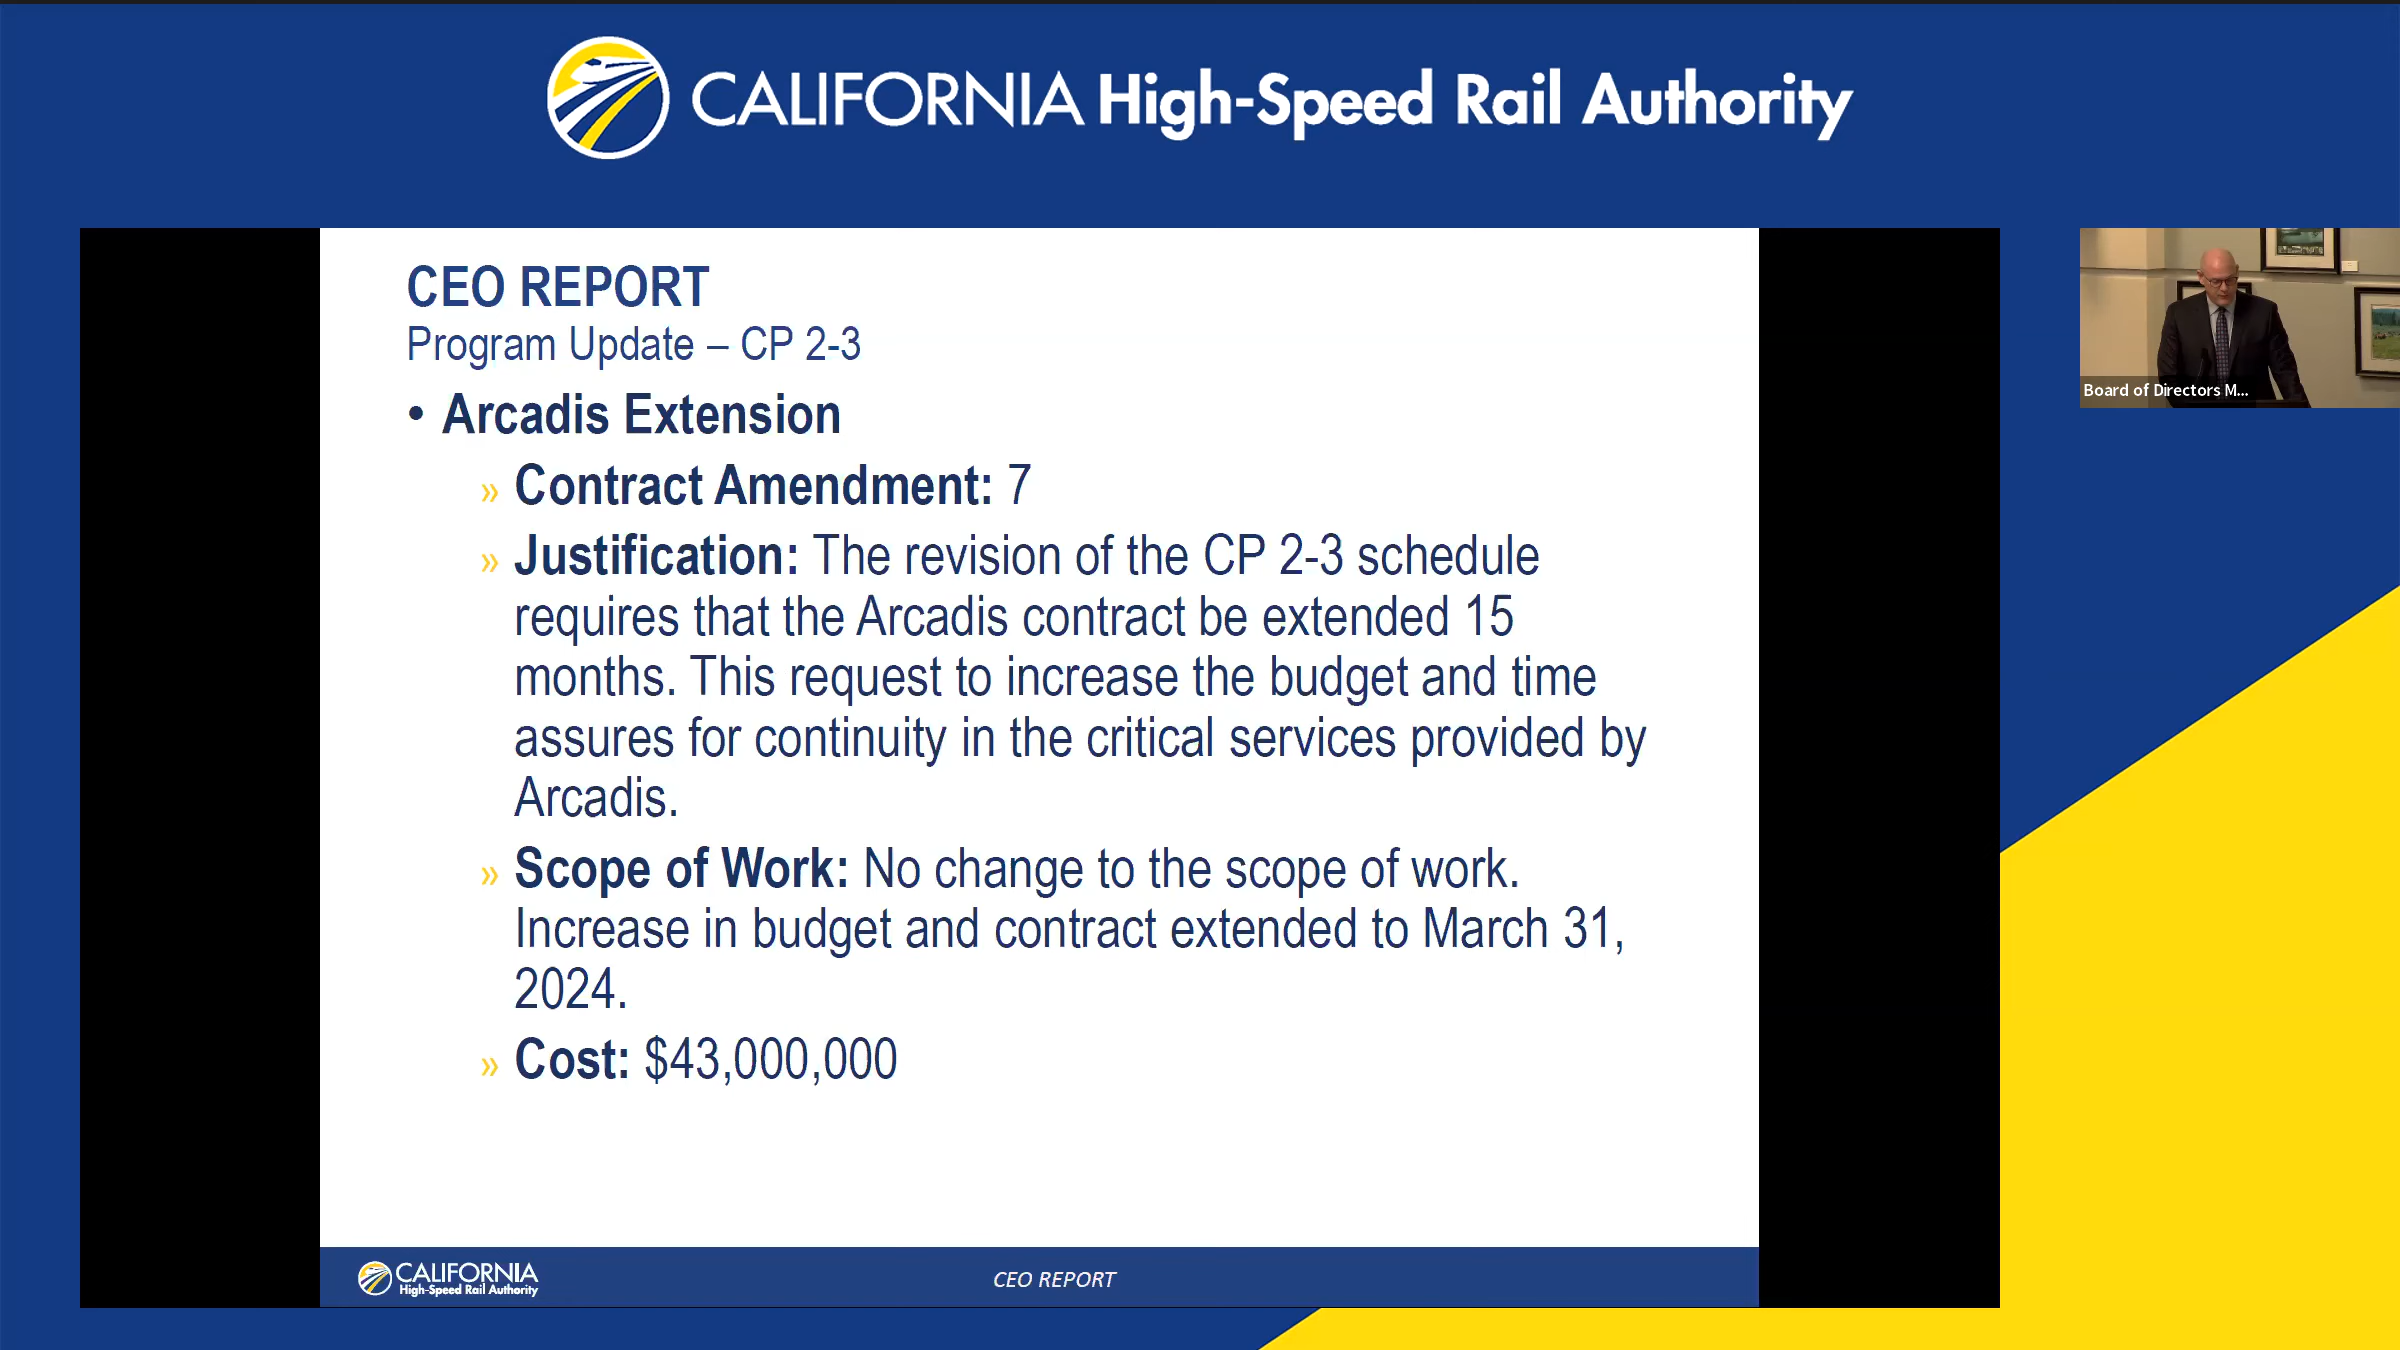 CALIFORNIA High-Speed Rail Authority
CEO REPORT
Program Update – CP 2-3
• Arcadis Extension
» Contract Amendment: 7
» Justification: The revision of the CP 2-3 schedule
requires that the Arcadis contract be extended 15
months. This request to increase the budget and time
assures for continuity in the critical services provided by
Arcadis.
» Scope of Work: No change to the scope of work.
Increase in budget and contract extended to March 31,
2024.
» Cost: $43,000,000
CALIFORNIA
High-Speed Rail Authority
CEO REPORT
Board of Directors M...